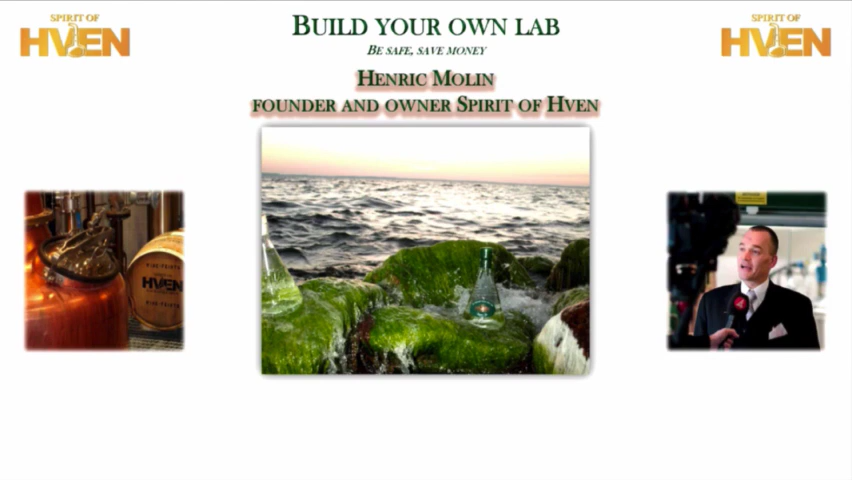 SPIRIT OF
HVEN
BUILD YOUR OWN LAB
BE SAFE, SAVE MONEY
HENRIC MOLIN
FOUNDER AND OWNER SPIRIT OF HVEN
SPIRIT OF
HVEN
HVEN